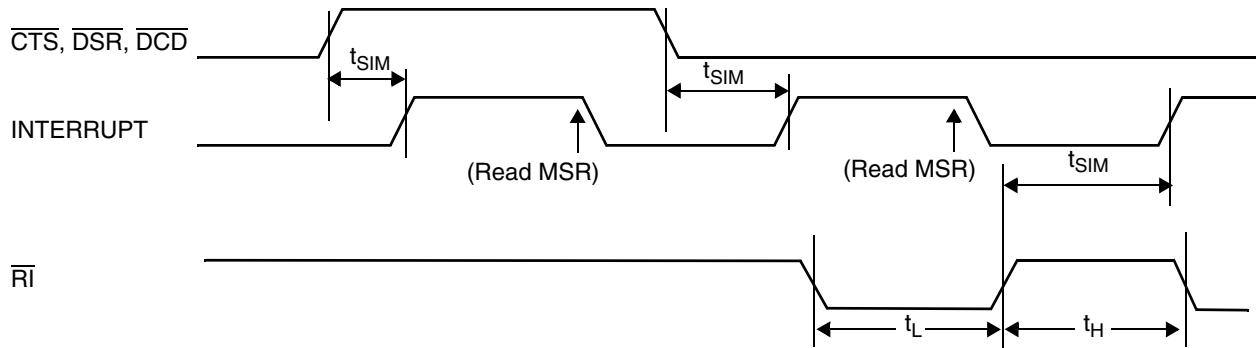 CTS, DSR, DCD
tSIM
tSIM
INTERRUPT
(Read MSR)
(Read MSR)
tSIM
RI
tL
tH